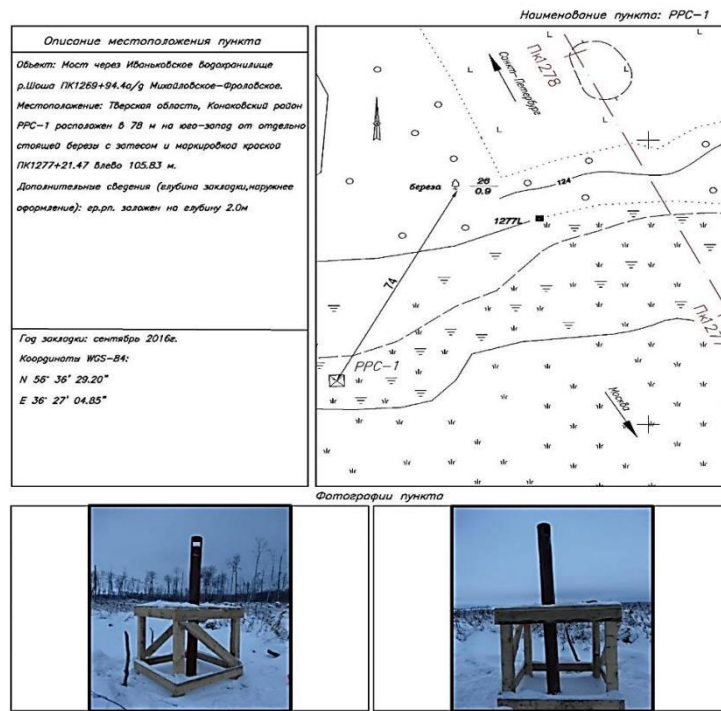 Наименование пункта: РРС-1
Описание местоположения пункта
Объект: Мост через Иваньковское водохранилище
р.Шоша ПК1269+94.4а/д Михайловское-Фроловское.
Местоположение: Тверская область, Конаковский район
РРС-1 расположен в 78 м на юго-запад от отдельно
стоящей березы с затесом и маркировкой краской
ПК1277+21.47 влево 105.83 м.
Дополнительные сведения (глубина закладки,наружнее
оформление): гр.рп. заложен на глубину 2.0м
Год закладки: сентябрь 2016г.
Координаты WGS-84:
N 56° 36' 29.20"
E 36° 27' 04.85"
Санкт-Петербург
Пк1278
береза
26
0.9
124
1277L
74
Пк127
РРС-1
Москва
Фотографии пункта